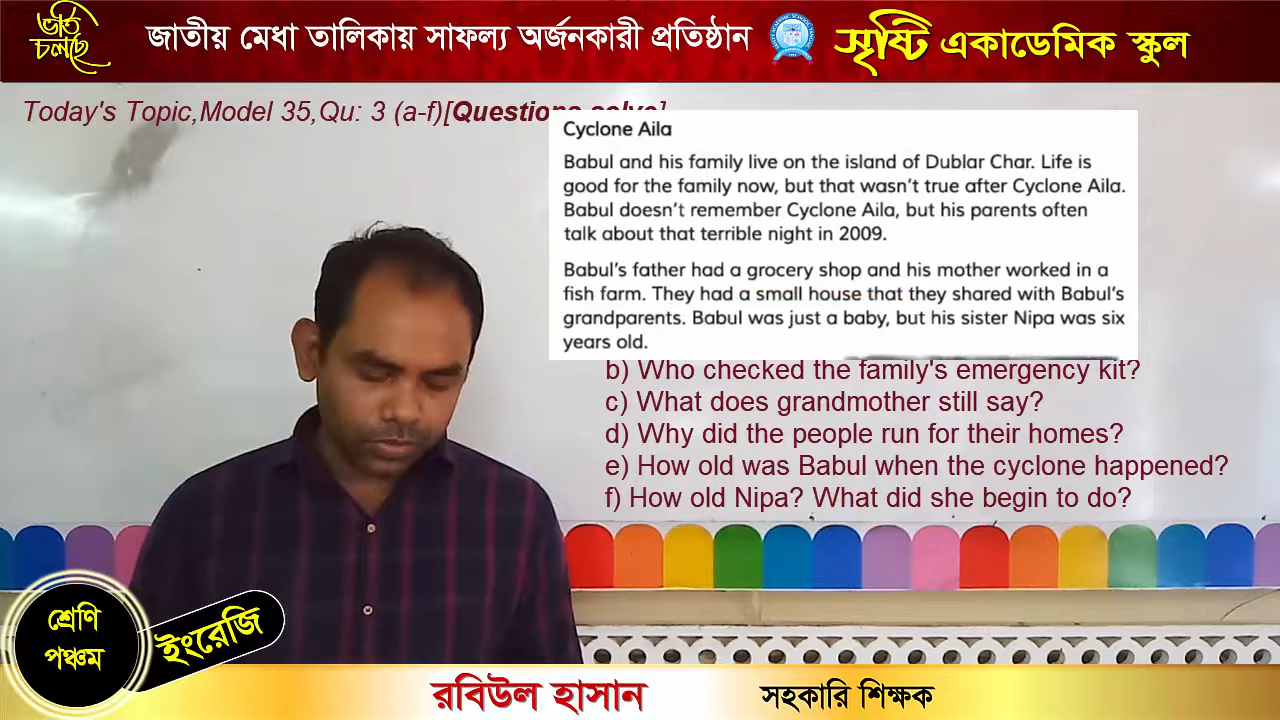 ভর্তি চলছে
জাতীয় মেধা তালিকায় সাফল্য অর্জনকারী প্রতিষ্ঠান সৃষ্টি একাডেমিক স্কুল
Today's Topic,Model 35,Qu: 3 (a-f)[Questions solve]
Cyclone Aila
Babul and his family live on the island of Dublar Char. Life is
good for the family now, but that wasn't true after Cyclone Aila.
Babul doesn't remember Cyclone Aila, but his parents often
talk about that terrible night in 2009.
Babul's father had a grocery shop and his mother worked in a
fish farm. They had a small house that they shared with Babul's
grandparents. Babul was just a baby, but his sister Nipa was six
years old.
b) Who checked the family's emergency kit?
c) What does grandmother still say?
d) Why did the people run for their homes?
e) How old was Babul when the cyclone happened?
f) How old Nipa? What did she begin to do?
শ্রেণি
পঞ্চম
ইংরেজি
রবিউল হাসান সহকারি শিক্ষক